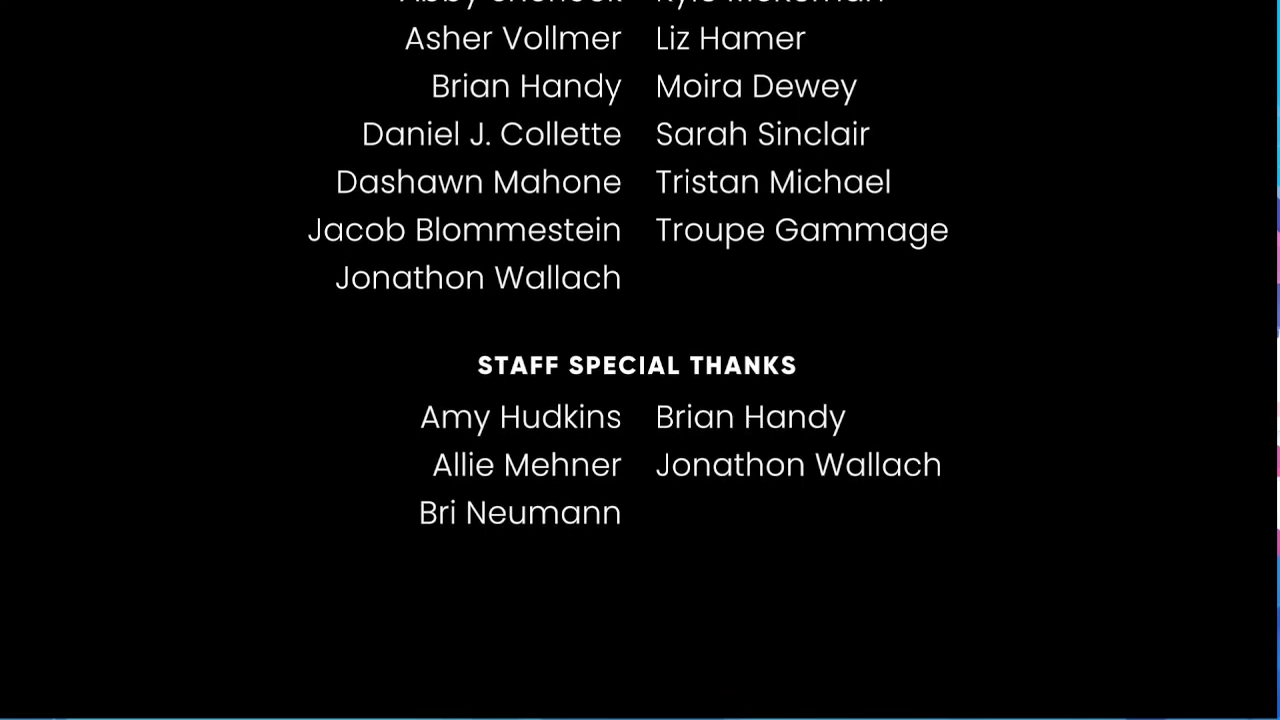 Asher Vollmer Liz Hamer
Brian Handy Moira Dewey
Daniel J. Collette Sarah Sinclair
Dashawn Mahone Tristan Michael
Jacob Blommestein Troupe Gammage
Jonathon Wallach
STAFF SPECIAL THANKS
Amy Hudkins Brian Handy
Allie Mehner Jonathon Wallach
Bri Neumann